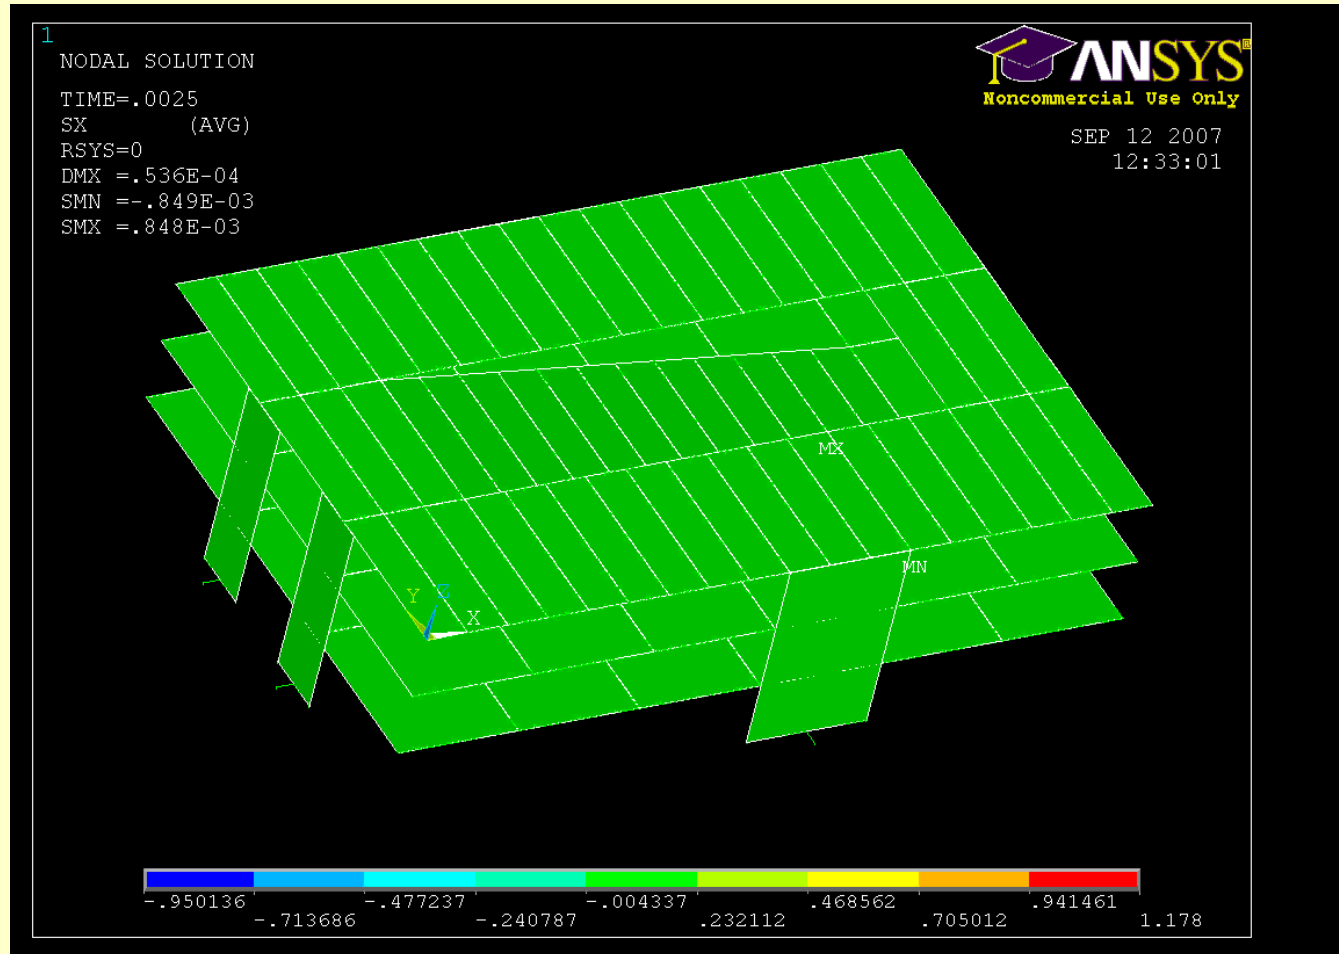 1
NODAL SOLUTION
TIME=.0025
SX (AVG)
RSYS=0
DMX =.536E-04
SMN =-.849E-03
SMX =.848E-03
ANSYS®
Noncommercial Use Only
SEP 12 2007
12:33:01
MX
MN
Y
Z
X
-.950136 -.477237 -.004337 .468562 .941461
-.713686 -.240787 .232112 .705012 1.178